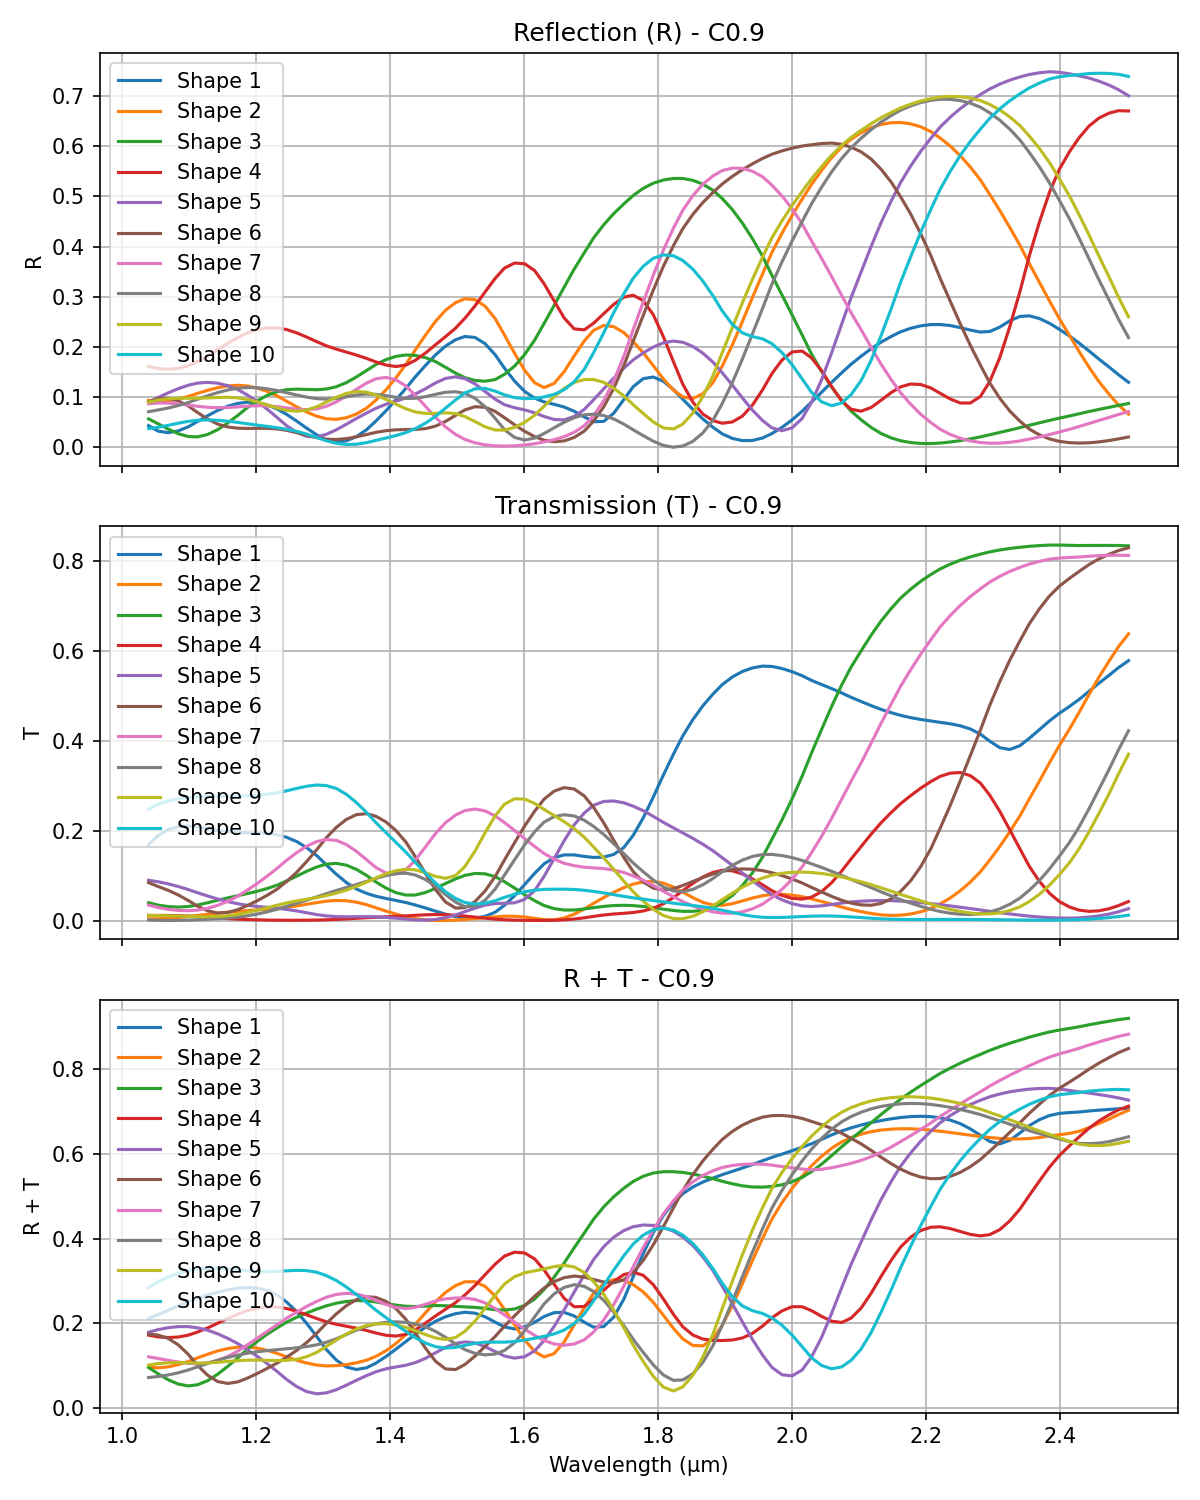 Reflection (R) - C0.9
R
0.7
0.6
0.5
0.4
0.3
0.2
0.1
0.0
Shape 1
Shape 2
Shape 3
Shape 4
Shape 5
Shape 6
Shape 7
Shape 8
Shape 9
Shape 10
Transmission (T) - C0.9
T
0.8
0.6
0.4
0.2
0.0
Shape 1
Shape 2
Shape 3
Shape 4
Shape 5
Shape 6
Shape 7
Shape 8
Shape 9
Shape 10
R + T - C0.9
R + T
0.8
0.6
0.4
0.2
0.0
Shape 1
Shape 2
Shape 3
Shape 4
Shape 5
Shape 6
Shape 7
Shape 8
Shape 9
Shape 10
1.0 1.2 1.4 1.6 1.8 2.0 2.2 2.4
Wavelength (μm)